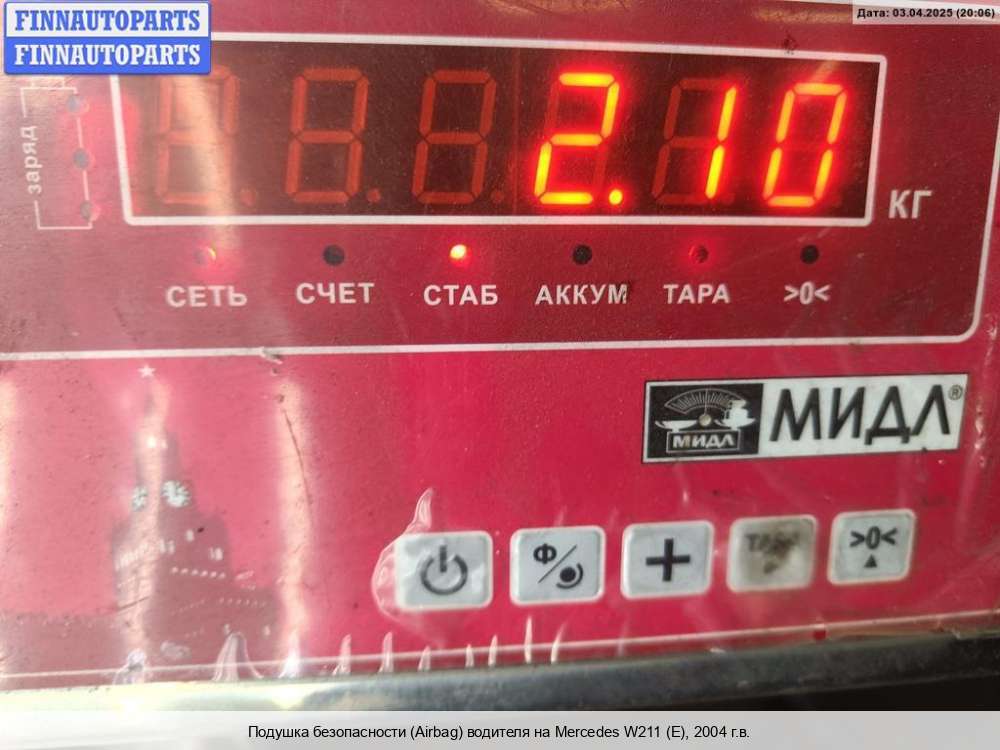 FINNAUTOPARTS
FINNAUTOPARTS
Дата: 03.04.2025 (20:06)
заряд
2.10
КГ
СЕТЬ СЧЕТ СТАБ АККУМ ТАРА >0<
МИДЛ МИДЛ®
Ф/ + >0<
Подушка безопасности (Airbag) водителя на Mercedes W211 (E), 2004 г.в.